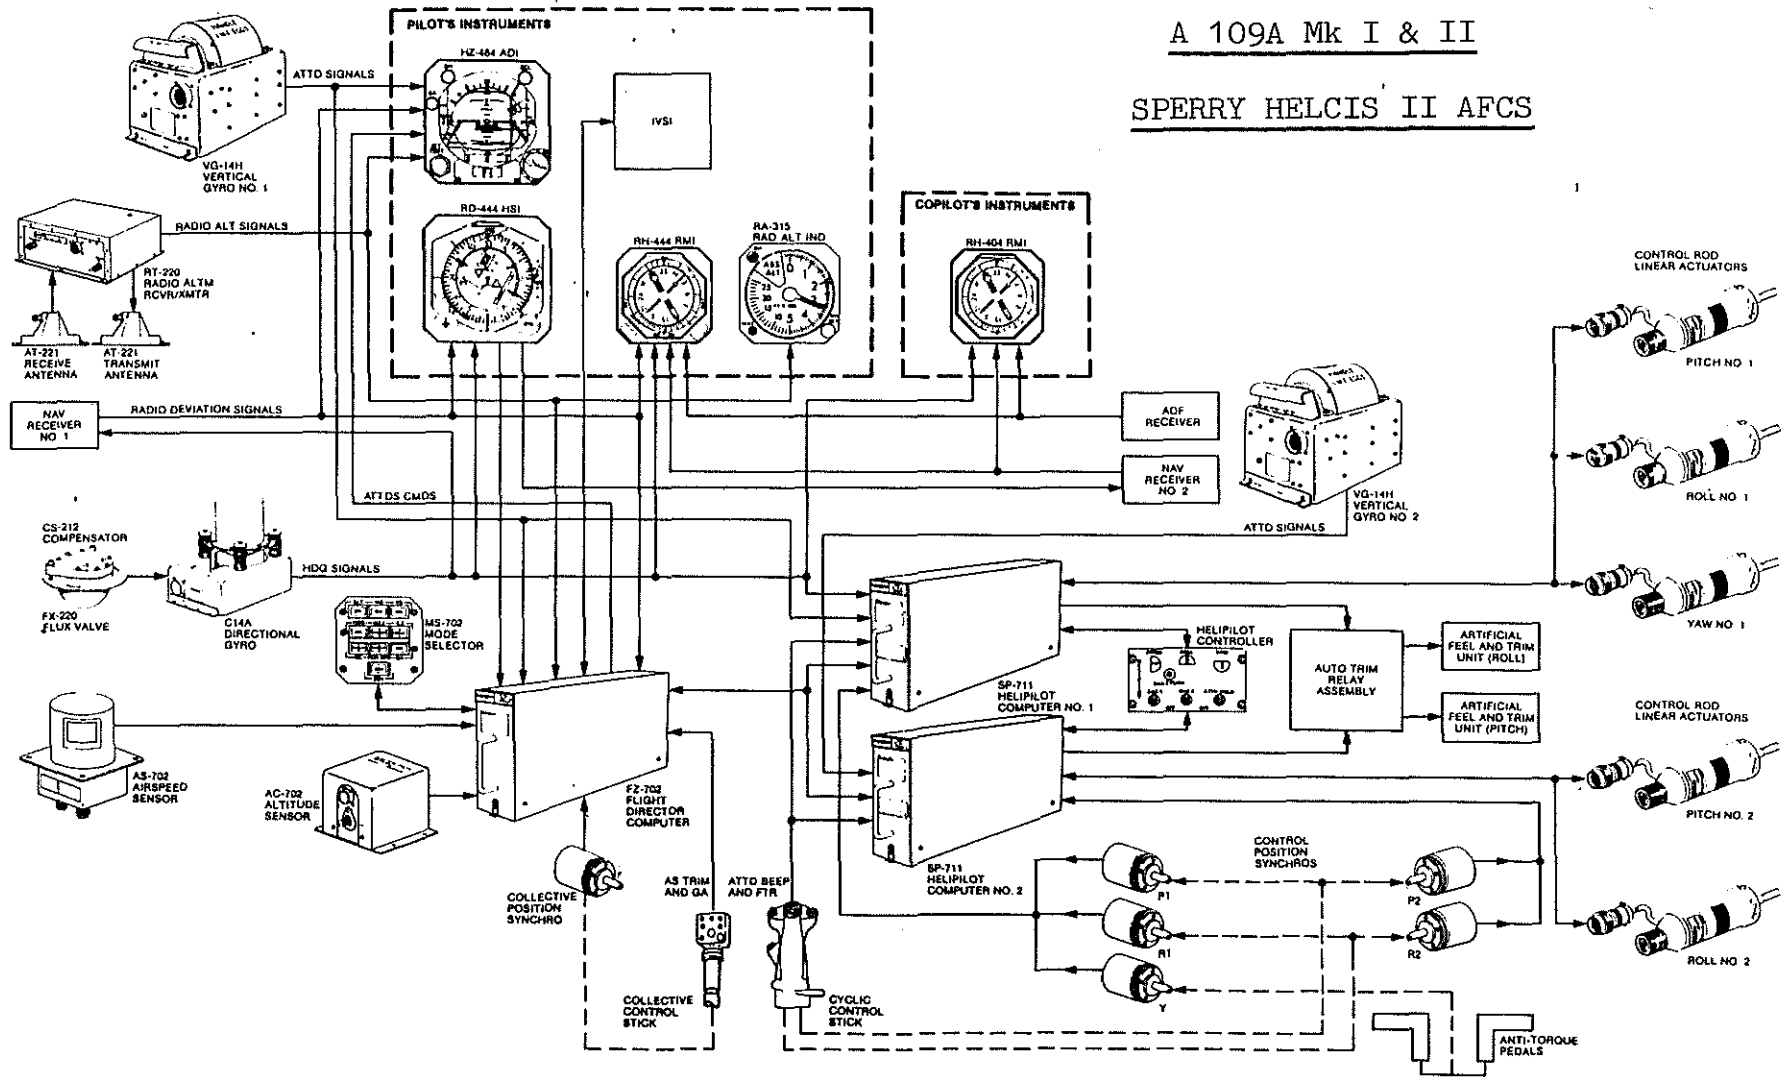 A 109A Mk I & II
SPERRY HELCIS II AFCS
PILOT'S INSTRUMENTS
HZ-464 ADI
IVSI
ATTD SIGNALS
VG-14H
VERTICAL
GYRO NO. 1
RADIO ALT SIGNALS
RT-220
RADIO ALTM
RCVR/XMTR
AT-221
RECEIVE
ANTENNA
AT-221
TRANSMIT
ANTENNA
RD-444 HSI
RH-444 RMI
RA-315
RAD ALT IND
COPILOT'S INSTRUMENTS
RH-404 RMI
NAV
RECEIVER
NO. 1
RADIO DEVIATION SIGNALS
ADF
RECEIVER
NAV
RECEIVER
NO 2
VG-14H
VERTICAL
GYRO NO 2
ATTD SIGNALS
ATTDS CMDS
CS-212
COMPENSATOR
FX-220
FLUX VALVE
C14A
DIRECTIONAL
GYRO
HDG SIGNALS
MS-702
MODE
SELECTOR
AS-702
AIRSPEED
SENSOR
AC-702
ALTITUDE
SENSOR
FZ-702
FLIGHT
DIRECTOR
COMPUTER
COLLECTIVE
POSITION
SYNCHRO
AS TRIM
AND GA
ATTD BEEP
AND FTR
COLLECTIVE
CONTROL
STICK
CYCLIC
CONTROL
STICK
SP-711
HELIPILOT
COMPUTER NO. 1
SP-711
HELIPILOT
COMPUTER NO. 2
HELIPILOT
CONTROLLER
AUTO TRIM
RELAY
ASSEMBLY
ARTIFICIAL
FEEL AND TRIM
UNIT (ROLL)
ARTIFICIAL
FEEL AND TRIM
UNIT (PITCH)
CONTROL
POSITION
SYNCHROS
P1
R1
Y
P2
R2
ANTI-TORQUE
PEDALS
CONTROL ROD
LINEAR ACTUATORS
PITCH NO. 1
ROLL NO. 1
YAW NO. 1
CONTROL ROD
LINEAR ACTUATORS
PITCH NO. 2
ROLL NO. 2